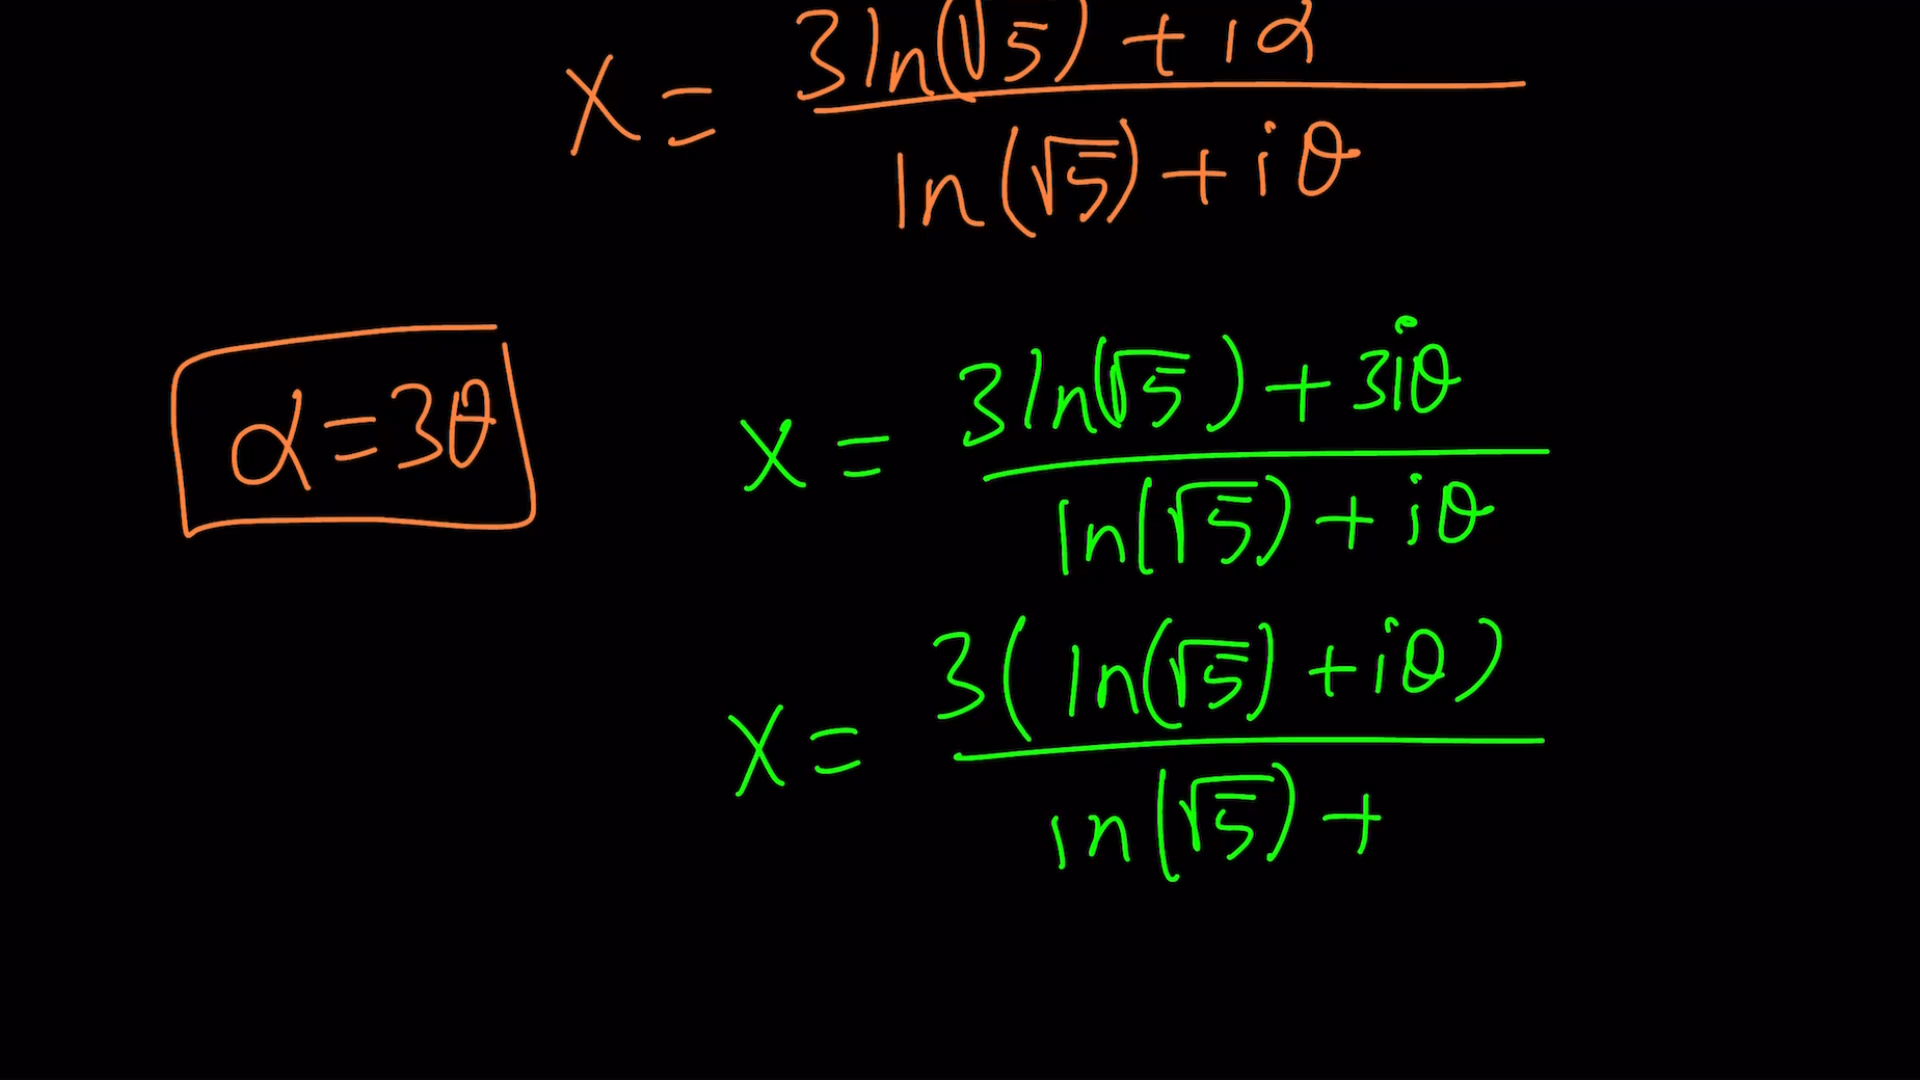 x = (3ln(√5) + iα) / (ln(√5) + iθ)
α = 3θ
x = (3ln(√5) + 3iθ) / (ln(√5) + iθ)
x = 3(ln(√5) + iθ) / ln(√5) +